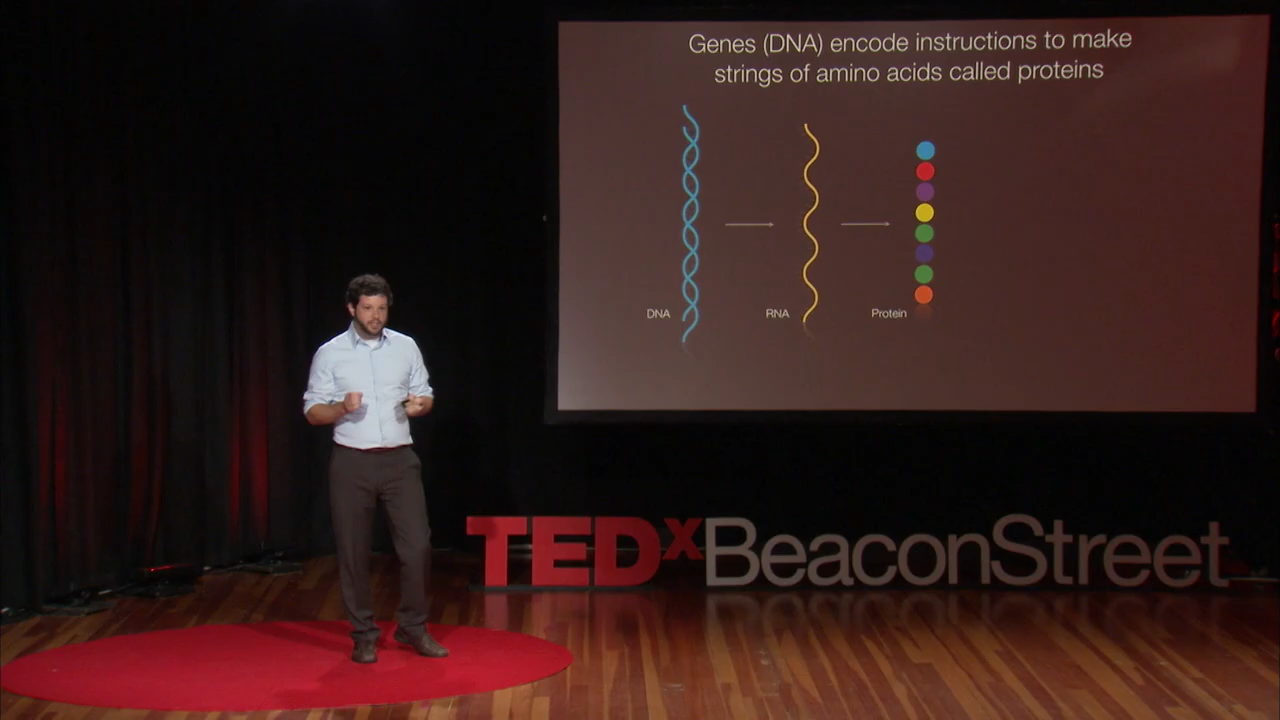 Genes (DNA) encode instructions to make
strings of amino acids called proteins
DNA
RNA
Protein
TEDxBeaconStreet